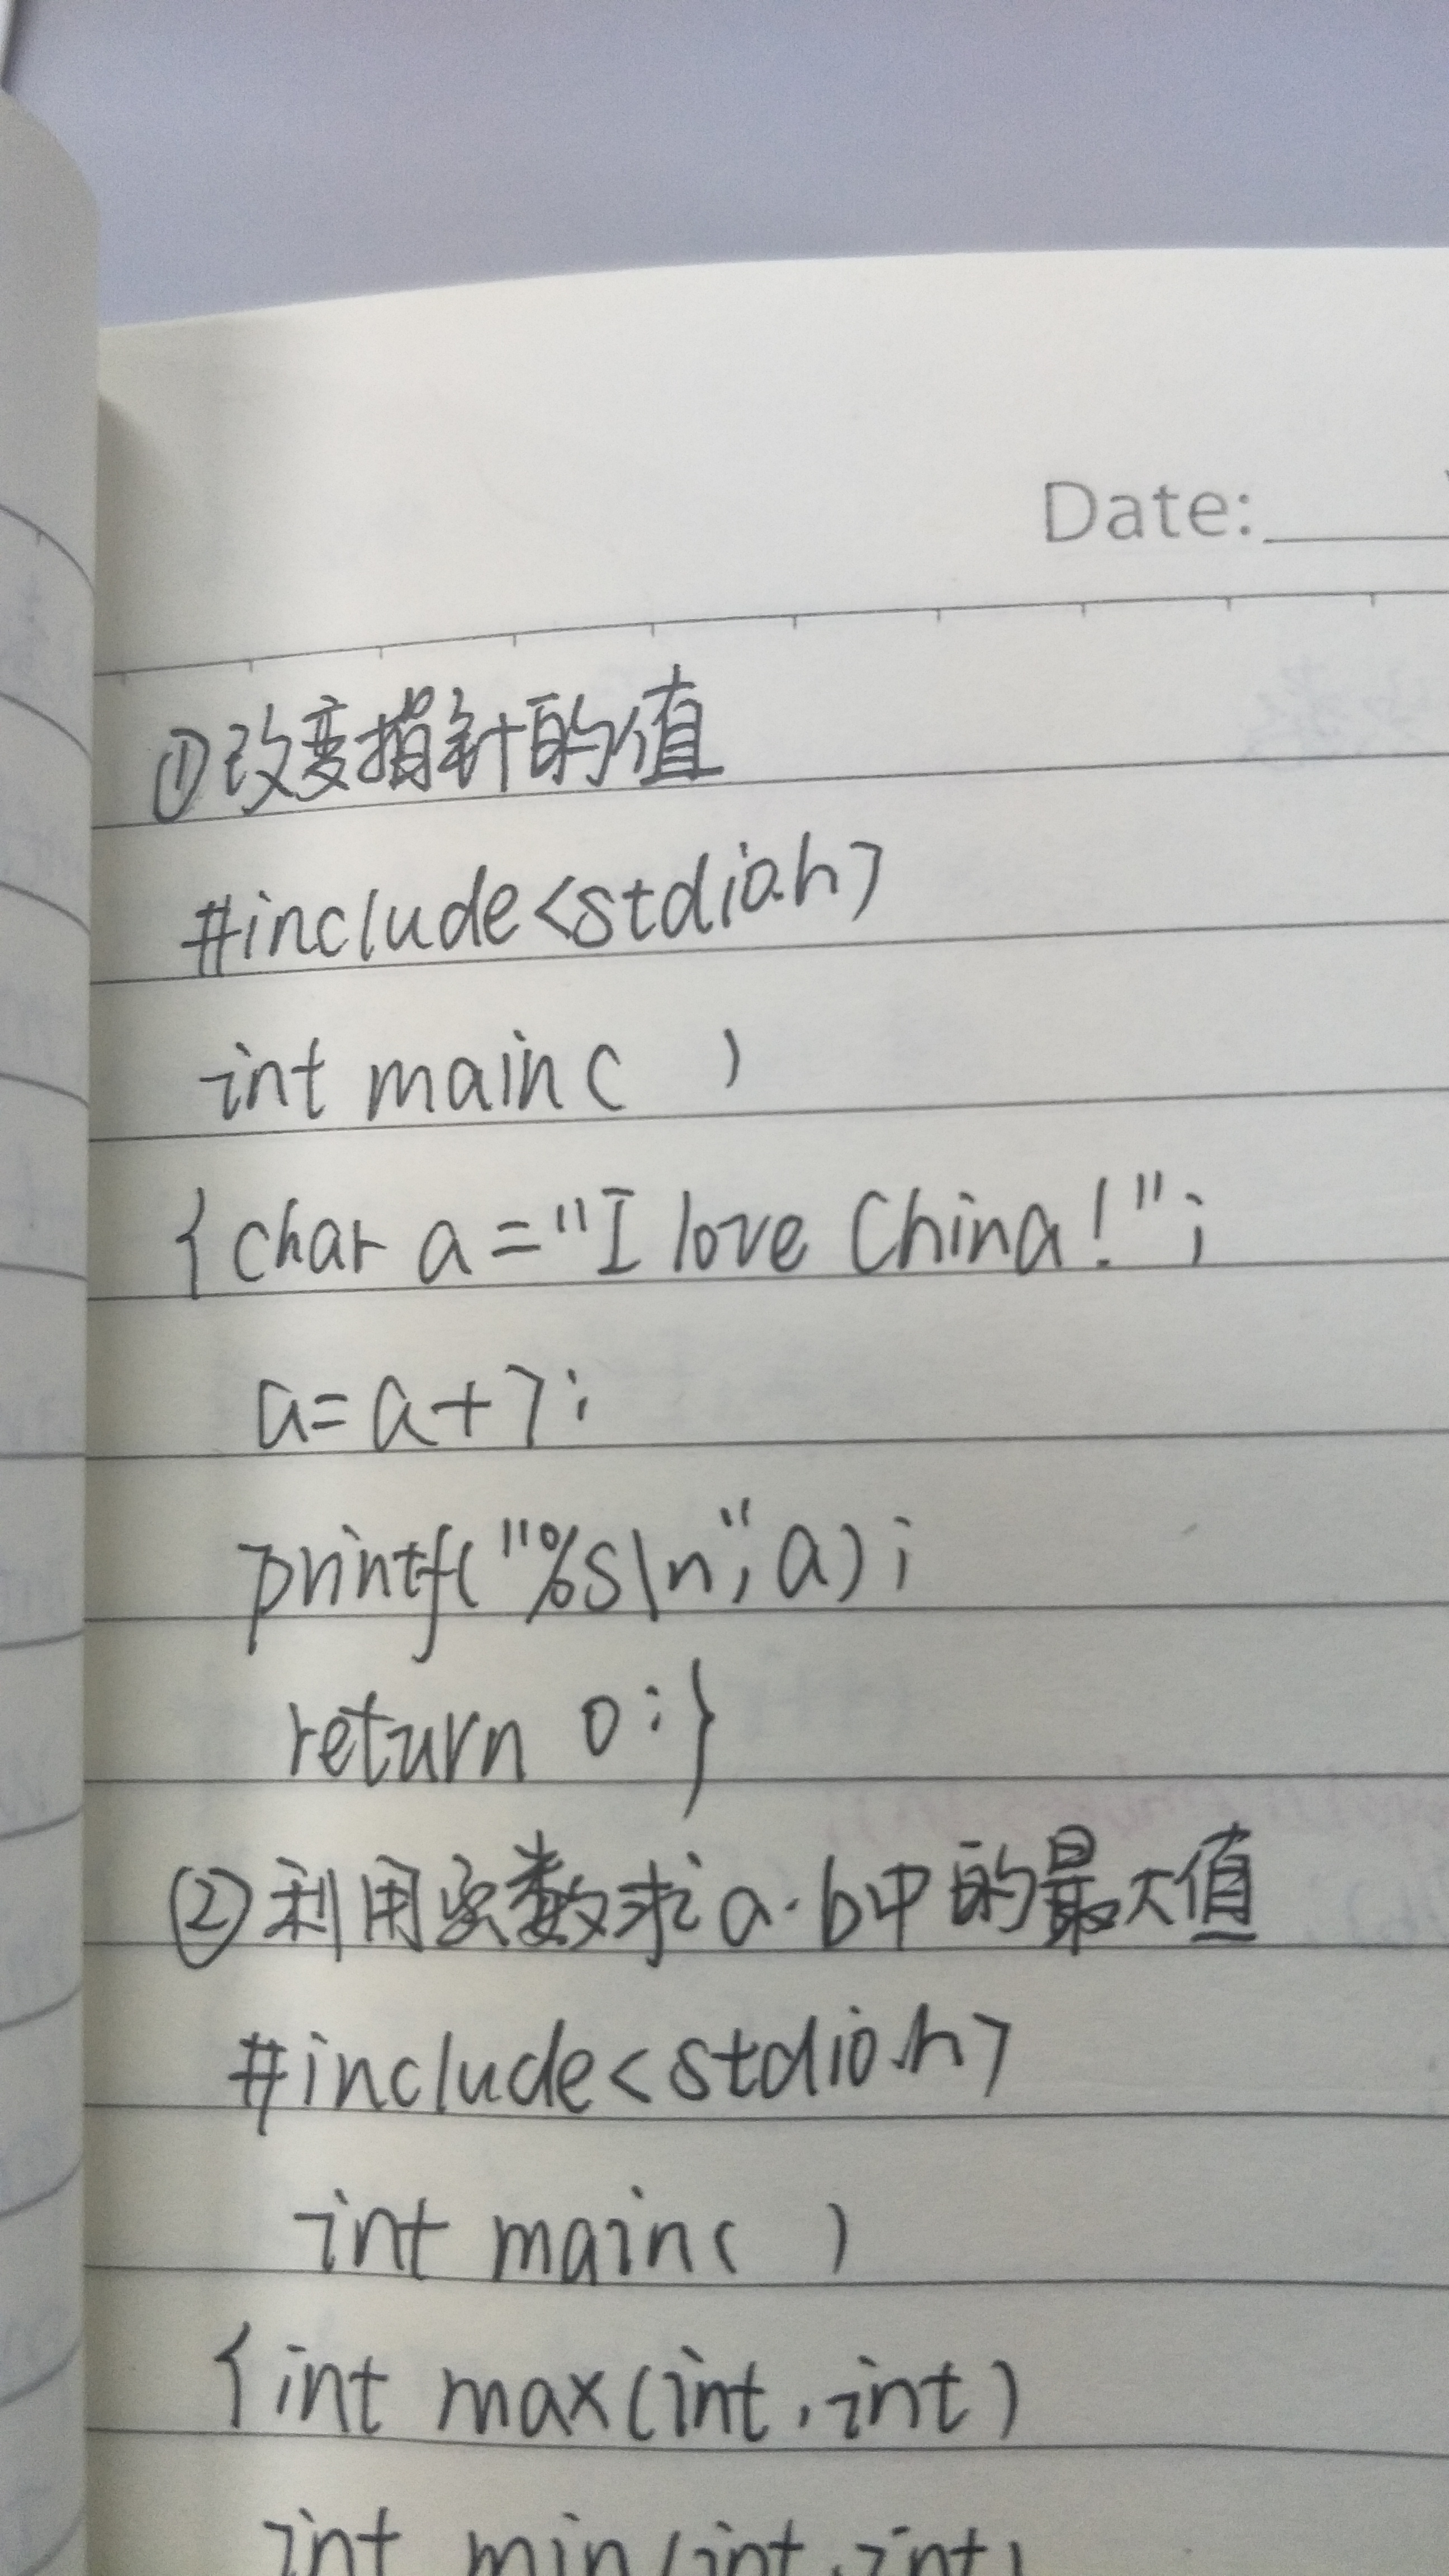 Date:
①改变指针的值
#include<stdio.h>
int main( )
{char a="I love China!";
a=a+7;
printf("%s\n",a);
return 0;}
②利用实数求a.b中的最大值
#include<stdio.h>
int main( )
{int max(int,int)
int min(int,int)